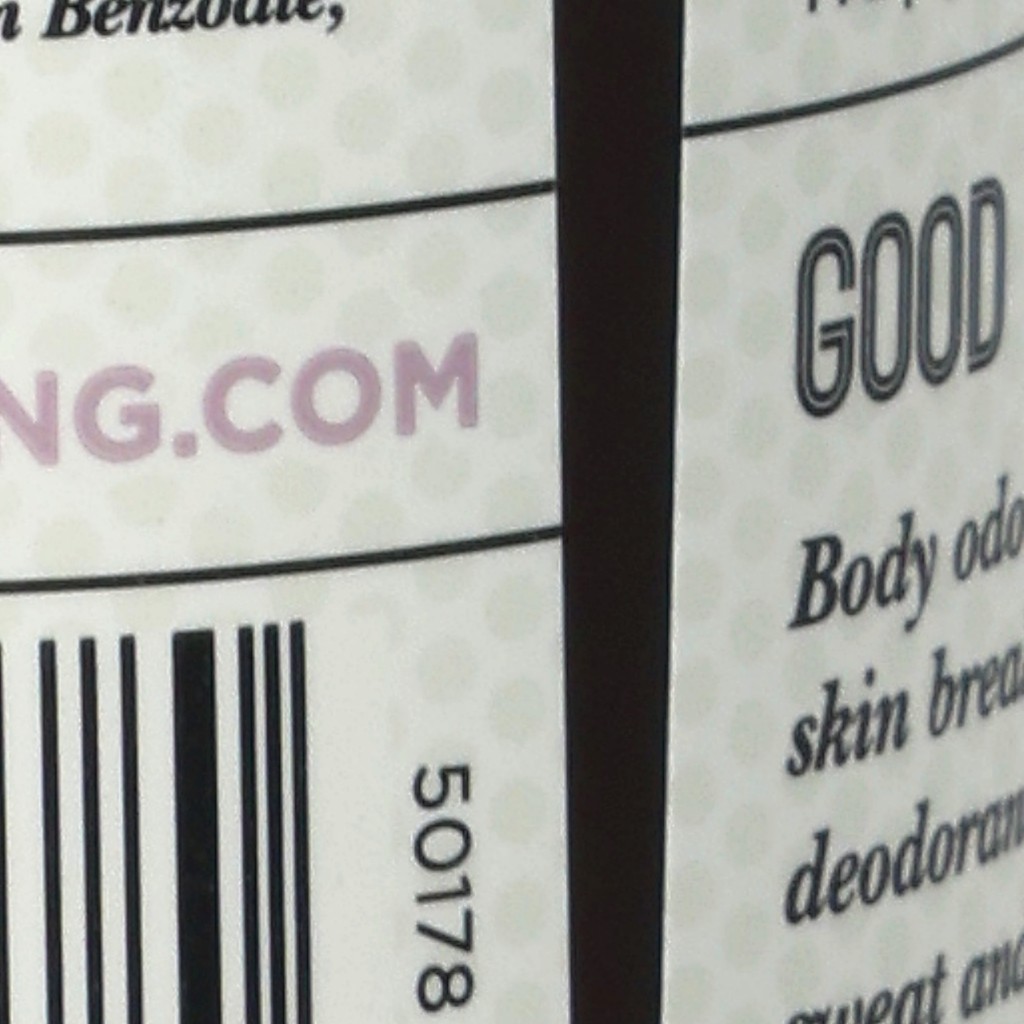 Benzoate,
NG.COM
50178
GOOD
Body odo
skin brea
deodoran
sweat and